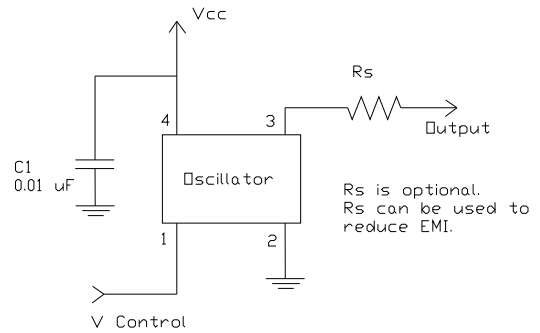 Vcc
Rs
4
3
Output
C1
0.01 uF
Oscillator
Rs is optional.
Rs can be used to
reduce EMI.
1
2
V Control